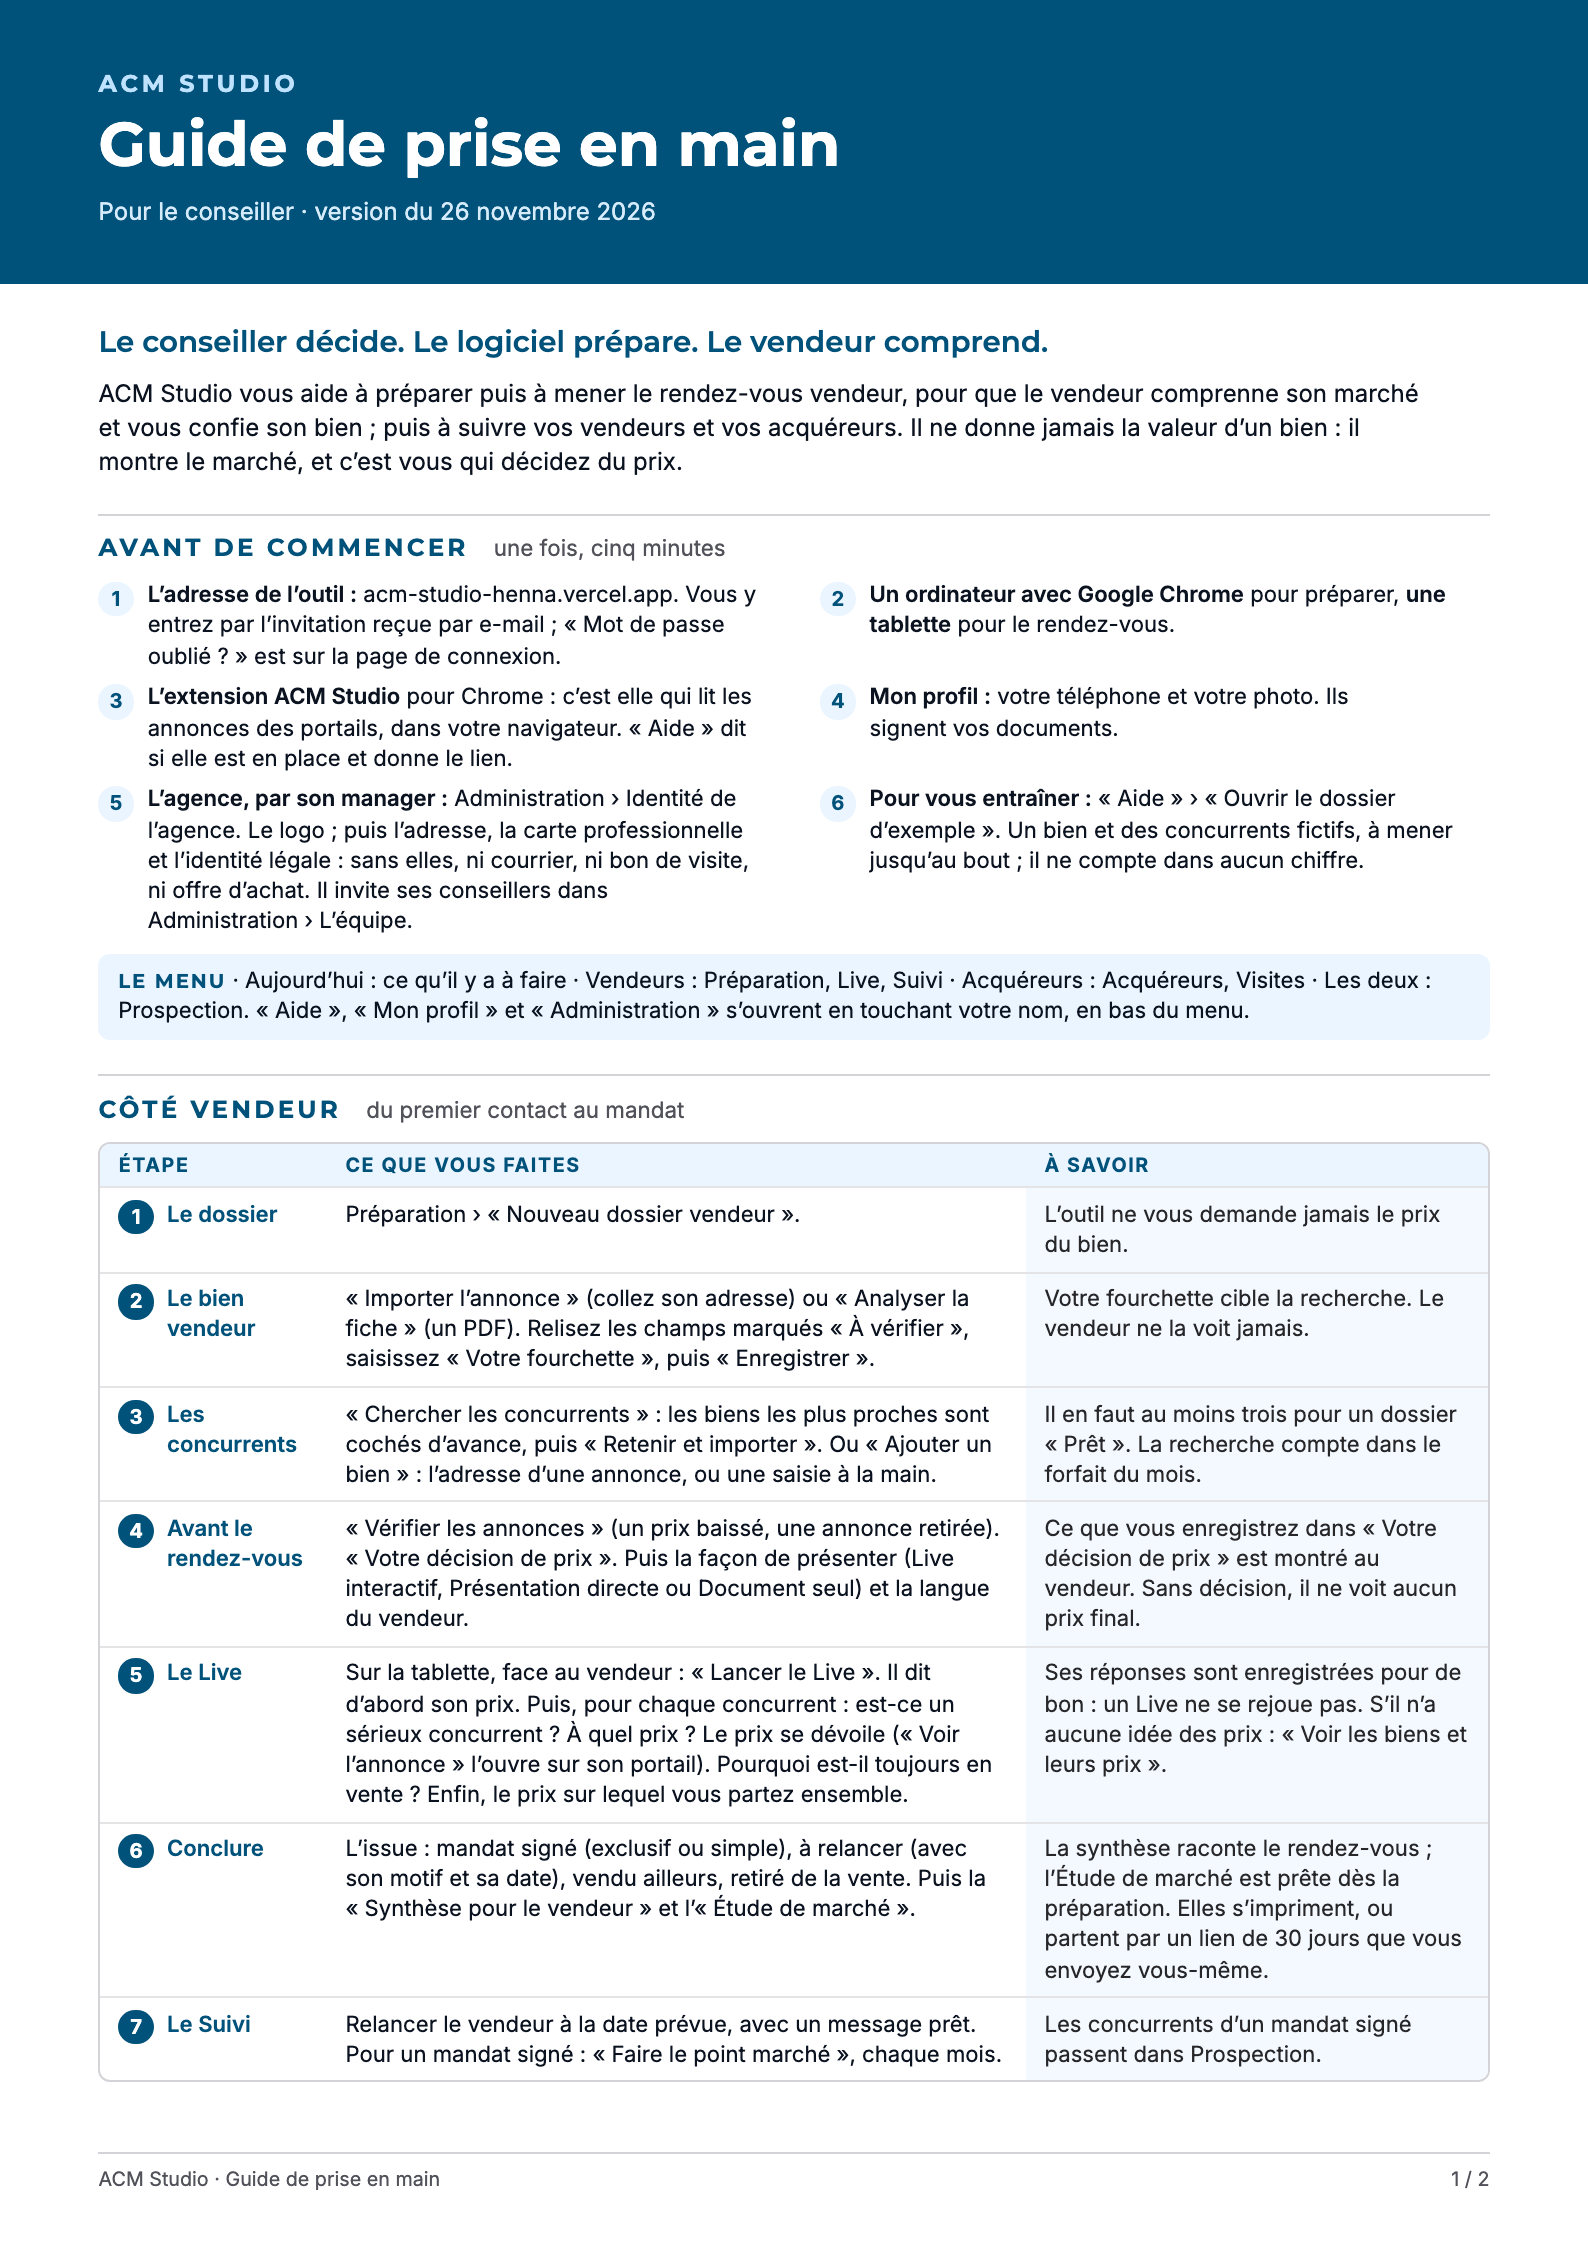 ACM STUDIO
Guide de prise en main
Pour le conseiller · version du 26 novembre 2026
Le conseiller décide. Le logiciel prépare. Le vendeur comprend.
ACM Studio vous aide à préparer puis à mener le rendez-vous vendeur, pour que le vendeur comprenne son marché
et vous confie son bien ; puis à suivre vos vendeurs et vos acquéreurs. Il ne donne jamais la valeur d’un bien : il
montre le marché, et c’est vous qui décidez du prix.
AVANT DE COMMENCER une fois, cinq minutes
1 L’adresse de l’outil : acm-studio-henna.vercel.app. Vous y
entrez par l’invitation reçue par e-mail ; « Mot de passe
oublié ? » est sur la page de connexion.
2 Un ordinateur avec Google Chrome pour préparer, une
tablette pour le rendez-vous.
3 L’extension ACM Studio pour Chrome : c’est elle qui lit les
annonces des portails, dans votre navigateur. « Aide » dit
si elle est en place et donne le lien.
4 Mon profil : votre téléphone et votre photo. Ils
signent vos documents.
5 L’agence, par son manager : Administration › Identité de
l’agence. Le logo ; puis l’adresse, la carte professionnelle
et l’identité légale : sans elles, ni courrier, ni bon de visite,
ni offre d’achat. Il invite ses conseillers dans
Administration › L’équipe.
6 Pour vous entraîner : « Aide » › « Ouvrir le dossier
d’exemple ». Un bien et des concurrents fictifs, à mener
jusqu’au bout ; il ne compte dans aucun chiffre.
LE MENU · Aujourd’hui : ce qu’il y a à faire · Vendeurs : Préparation, Live, Suivi · Acquéreurs : Acquéreurs, Visites · Les deux :
Prospection. « Aide », « Mon profil » et « Administration » s’ouvrent en touchant votre nom, en bas du menu.
CÔTÉ VENDEUR du premier contact au mandat
ÉTAPE CE QUE VOUS FAITES À SAVOIR
1 Le dossier
Préparation › « Nouveau dossier vendeur ».
L’outil ne vous demande jamais le prix
du bien.
2 Le bien
vendeur
« Importer l’annonce » (collez son adresse) ou « Analyser la
fiche » (un PDF). Relisez les champs marqués « À vérifier »,
saisissez « Votre fourchette », puis « Enregistrer ».
Votre fourchette cible la recherche. Le
vendeur ne la voit jamais.
3 Les
concurrents
« Chercher les concurrents » : les biens les plus proches sont
cochés d’avance, puis « Retenir et importer ». Ou « Ajouter un
bien » : l’adresse d’une annonce, ou une saisie à la main.
Il en faut au moins trois pour un dossier
« Prêt ». La recherche compte dans le
forfait du mois.
4 Avant le
rendez-vous
« Vérifier les annonces » (un prix baissé, une annonce retirée).
« Votre décision de prix ». Puis la façon de présenter (Live
interactif, Présentation directe ou Document seul) et la langue
du vendeur.
Ce que vous enregistrez dans « Votre
décision de prix » est montré au
vendeur. Sans décision, il ne voit aucun
prix final.
5 Le Live
Sur la tablette, face au vendeur : « Lancer le Live ». Il dit
d’abord son prix. Puis, pour chaque concurrent : est-ce un
sérieux concurrent ? À quel prix ? Le prix se dévoile (« Voir
l’annonce » l’ouvre sur son portail). Pourquoi est-il toujours en
vente ? Enfin, le prix sur lequel vous partez ensemble.
Ses réponses sont enregistrées pour de
bon : un Live ne se rejoue pas. S’il n’a
aucune idée des prix : « Voir les biens et
leurs prix ».
6 Conclure
L’issue : mandat signé (exclusif ou simple), à relancer (avec
son motif et sa date), vendu ailleurs, retiré de la vente. Puis la
« Synthèse pour le vendeur » et l’« Étude de marché ».
La synthèse raconte le rendez-vous ;
l’Étude de marché est prête dès la
préparation. Elles s’impriment, ou
partent par un lien de 30 jours que vous
envoyez vous-même.
7 Le Suivi
Relancer le vendeur à la date prévue, avec un message prêt.
Pour un mandat signé : « Faire le point marché », chaque mois.
Les concurrents d’un mandat signé
passent dans Prospection.
ACM Studio · Guide de prise en main
1 / 2